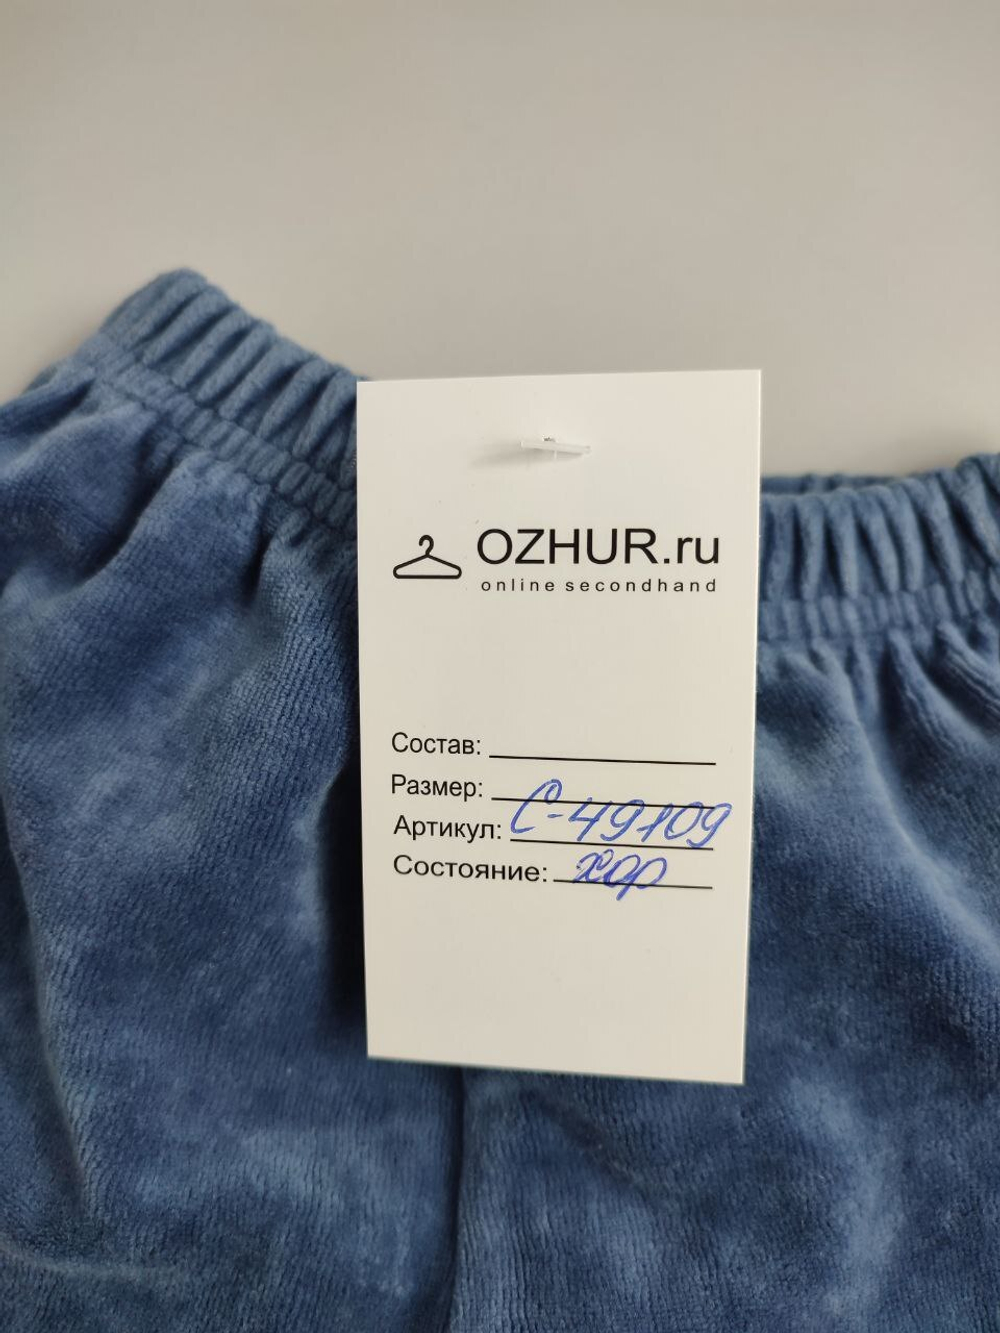 OZHUR.ru
online secondhand
Состав:
Размер:
Артикул: С-49109
Состояние: хор